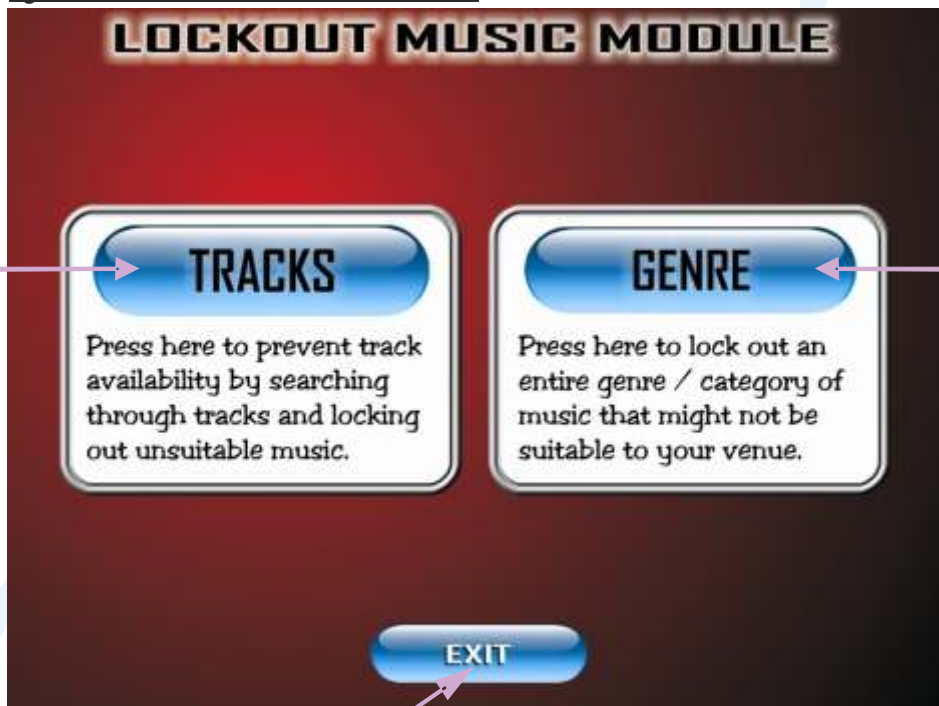 LOCKOUT MUSIC MODULE
TRACKS
Press here to prevent track
availability by searching
through tracks and locking
out unsuitable music.
GENRE
Press here to lock out an
entire genre / category of
music that might not be
suitable to your venue.
EXIT